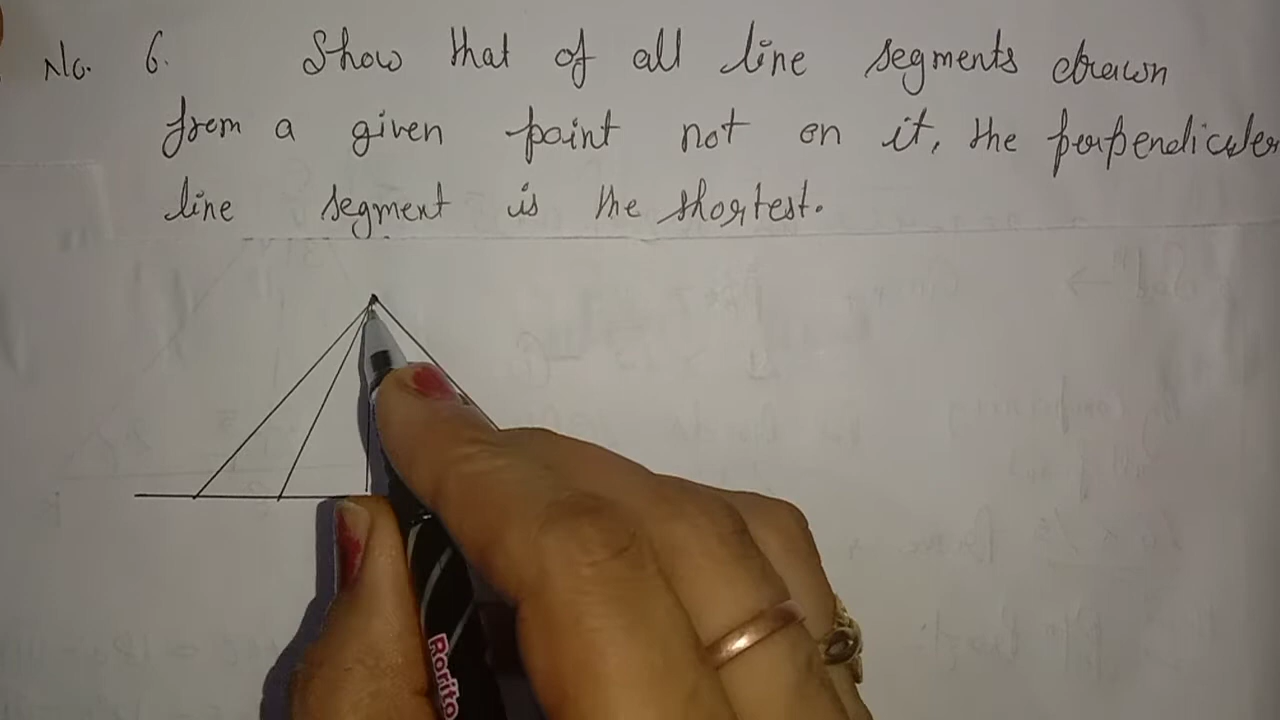 No. 6. Show that of all line segments drawn
from a given point not on it, the perpendicular
line segment is the shortest.
Rorito